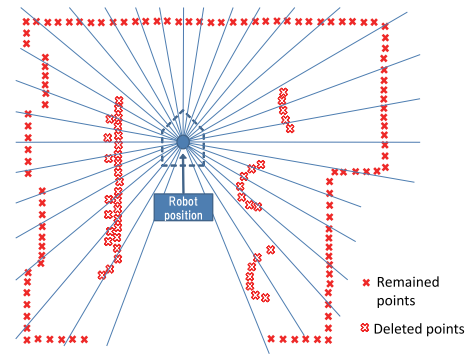 Robot
position
Remained
points
Deleted points